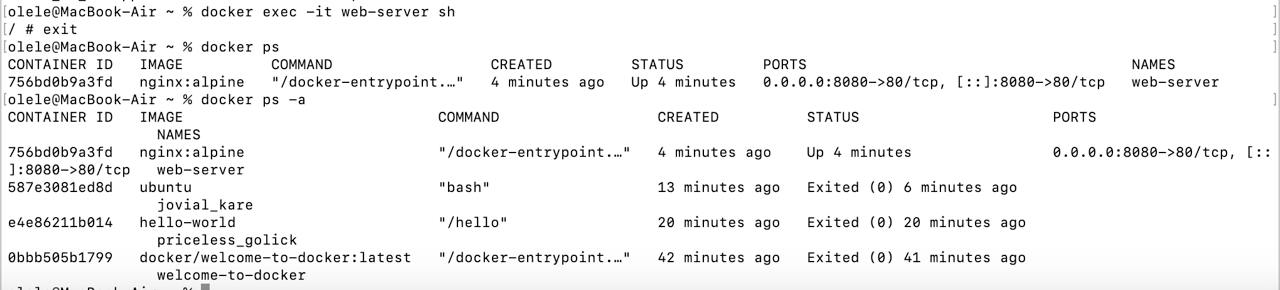 [olele@MacBook-Air ~ % docker exec -it web-server sh ]
[/ # exit ]
[olele@MacBook-Air ~ % docker ps ]
CONTAINER ID   IMAGE          COMMAND                  CREATED         STATUS         PORTS                                     NAMES
756bd0b9a3fd   nginx:alpine   "/docker-entrypoint.…"   4 minutes ago   Up 4 minutes   0.0.0.0:8080->80/tcp, [::]:8080->80/tcp   web-server
[olele@MacBook-Air ~ % docker ps -a ]
CONTAINER ID   IMAGE                             COMMAND                  CREATED          STATUS                      PORTS
                 NAMES
756bd0b9a3fd   nginx:alpine                      "/docker-entrypoint.…"   4 minutes ago    Up 4 minutes                0.0.0.0:8080->80/tcp, [::
]:8080->80/tcp   web-server
587e3081ed8d   ubuntu                            "bash"                   13 minutes ago   Exited (0) 6 minutes ago
                 jovial_kare
e4e86211b014   hello-world                       "/hello"                 20 minutes ago   Exited (0) 20 minutes ago
                 priceless_golick
0bbb505b1799   docker/welcome-to-docker:latest   "/docker-entrypoint.…"   42 minutes ago   Exited (0) 41 minutes ago
                 welcome-to-docker
olele@MacBook-Air ~ %